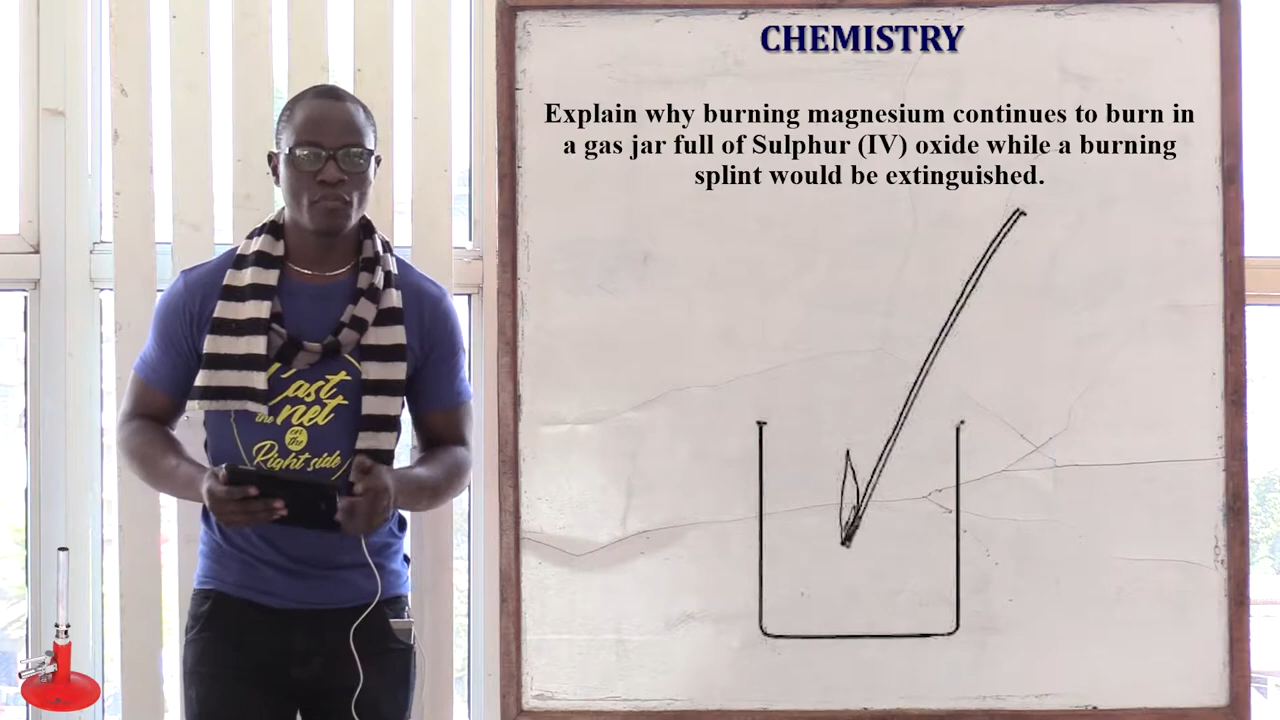 CHEMISTRY
Explain why burning magnesium continues to burn in
a gas jar full of Sulphur (IV) oxide while a burning
splint would be extinguished.
Cast
the net
on
the
Right side